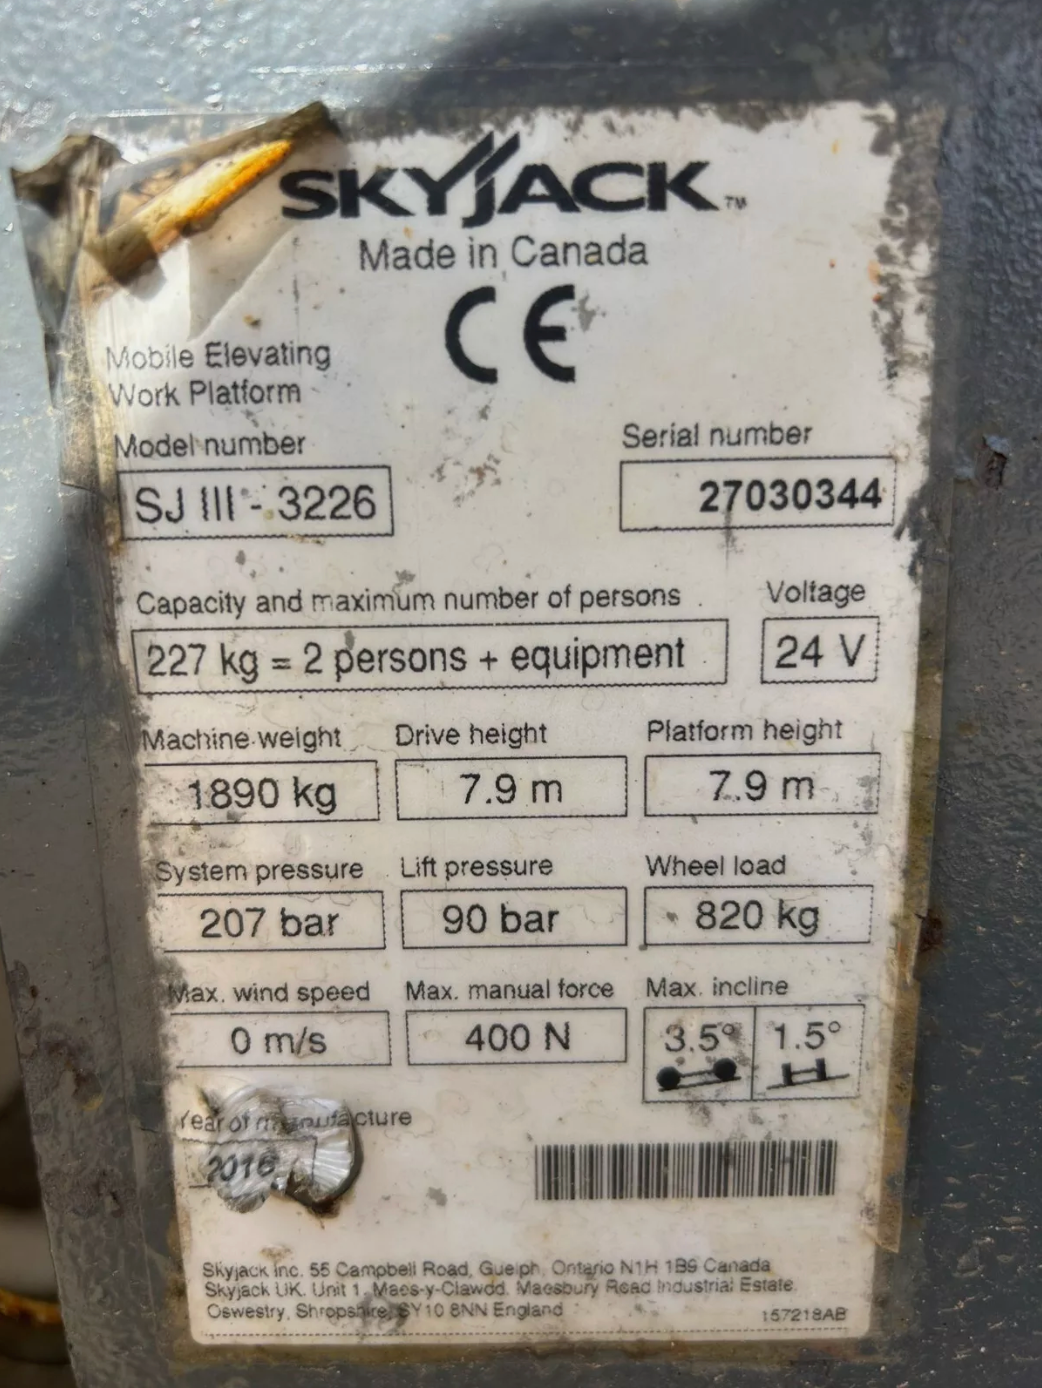 SKYJACK™
Made in Canada
CE
Mobile Elevating
Work Platform
Model number
Serial number
SJ III - 3226
27030344
Capacity and maximum number of persons
Voltage
227 kg = 2 persons + equipment
24 V
Machine weight
Drive height
Platform height
1890 kg
7.9 m
7.9 m
System pressure
Lift pressure
Wheel load
207 bar
90 bar
820 kg
Max. wind speed
Max. manual force
Max. incline
0 m/s
400 N
3.5°
1.5°
Year of manufacture
2016
Skyjack Inc. 55 Campbell Road, Guelph, Ontario N1H 1B9 Canada
Skyjack UK. Unit 1, Maes-y-Clawdd, Maesbury Road Industrial Estate
Oswestry, Shropshire, SY10 8NN England
157218AB